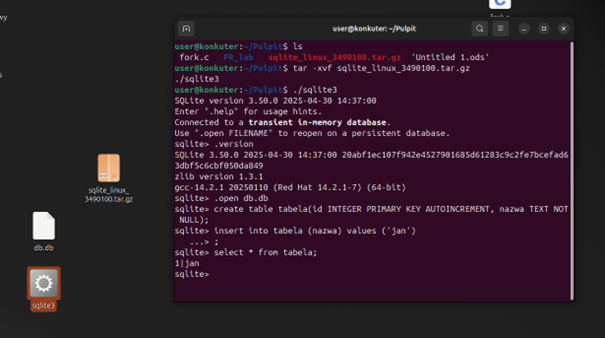 wy
Fork.c
s
sqlite_linux_
3490100.tar.gz
db.db
sqlite3
user@konkuter:~/Pulpit
user@konkuter:~/Pulpit$ ls
fork.c PR_lab sqlite_linux_3490100.tar.gz 'Untitled 1.ods'
user@konkuter:~/Pulpit$ tar -xvf sqlite_linux_3490100.tar.gz
./sqlite3
user@konkuter:~/Pulpit$ ./sqlite3
SQLite version 3.50.0 2025-04-30 14:37:00
Enter ".help" for usage hints.
Connected to a transient in-memory database.
Use ".open FILENAME" to reopen on a persistent database.
sqlite> .version
SQLite 3.50.0 2025-04-30 14:37:00 20abf1ec107f942e4527901685d61283c9c2fe7bcefad6
3dbf5c6cbf050da849
zlib version 1.3.1
gcc-14.2.1 20250110 (Red Hat 14.2.1-7) (64-bit)
sqlite> .open db.db
sqlite> create table tabela(id INTEGER PRIMARY KEY AUTOINCREMENT, nazwa TEXT NOT
NULL);
sqlite> insert into tabela (nazwa) values ('jan')
...> ;
sqlite> select * from tabela;
1|jan
sqlite>